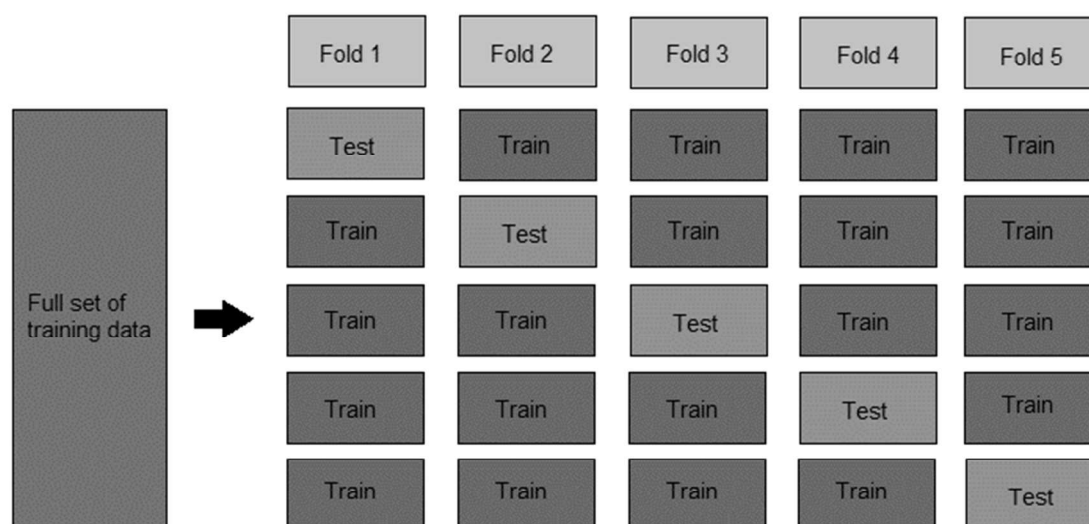 Fold 1 Fold 2 Fold 3 Fold 4 Fold 5
Test Train Train Train Train
Train Test Train Train Train
Full set of
training data
Train Train Test Train Train
Train Train Train Test Train
Train Train Train Train Test